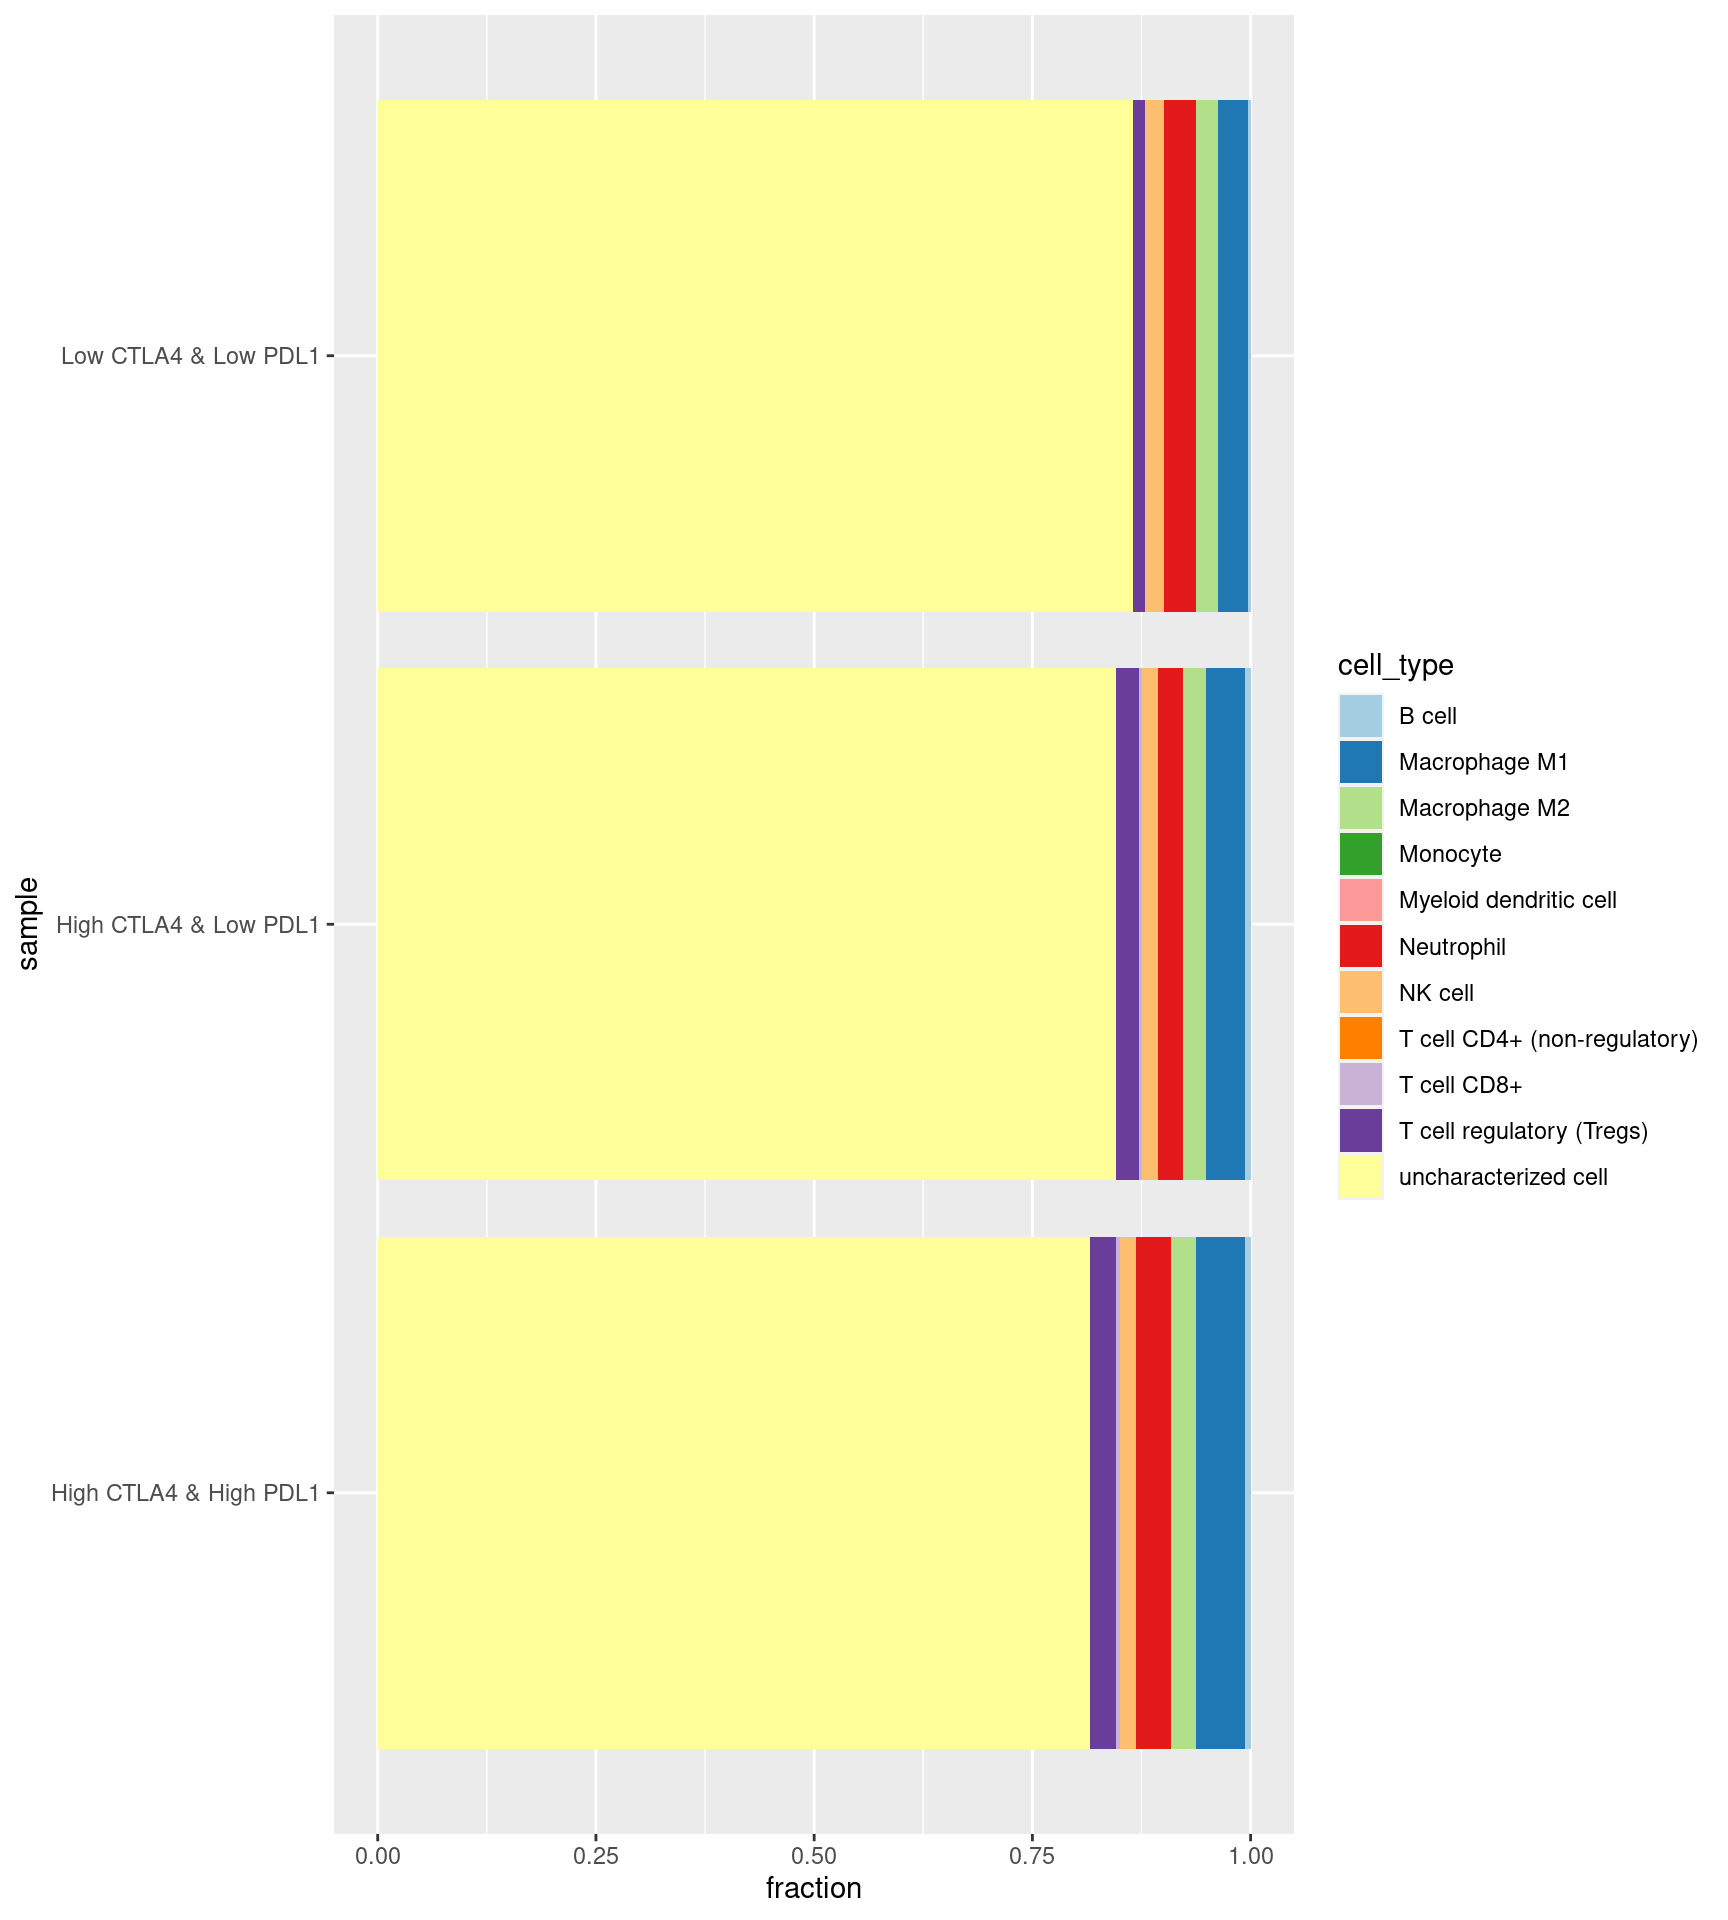 Low CTLA4 & Low PDL1
High CTLA4 & Low PDL1
High CTLA4 & High PDL1
sample
0.00 0.25 0.50 0.75 1.00
fraction
cell_type
B cell
Macrophage M1
Macrophage M2
Monocyte
Myeloid dendritic cell
Neutrophil
NK cell
T cell CD4+ (non-regulatory)
T cell CD8+
T cell regulatory (Tregs)
uncharacterized cell